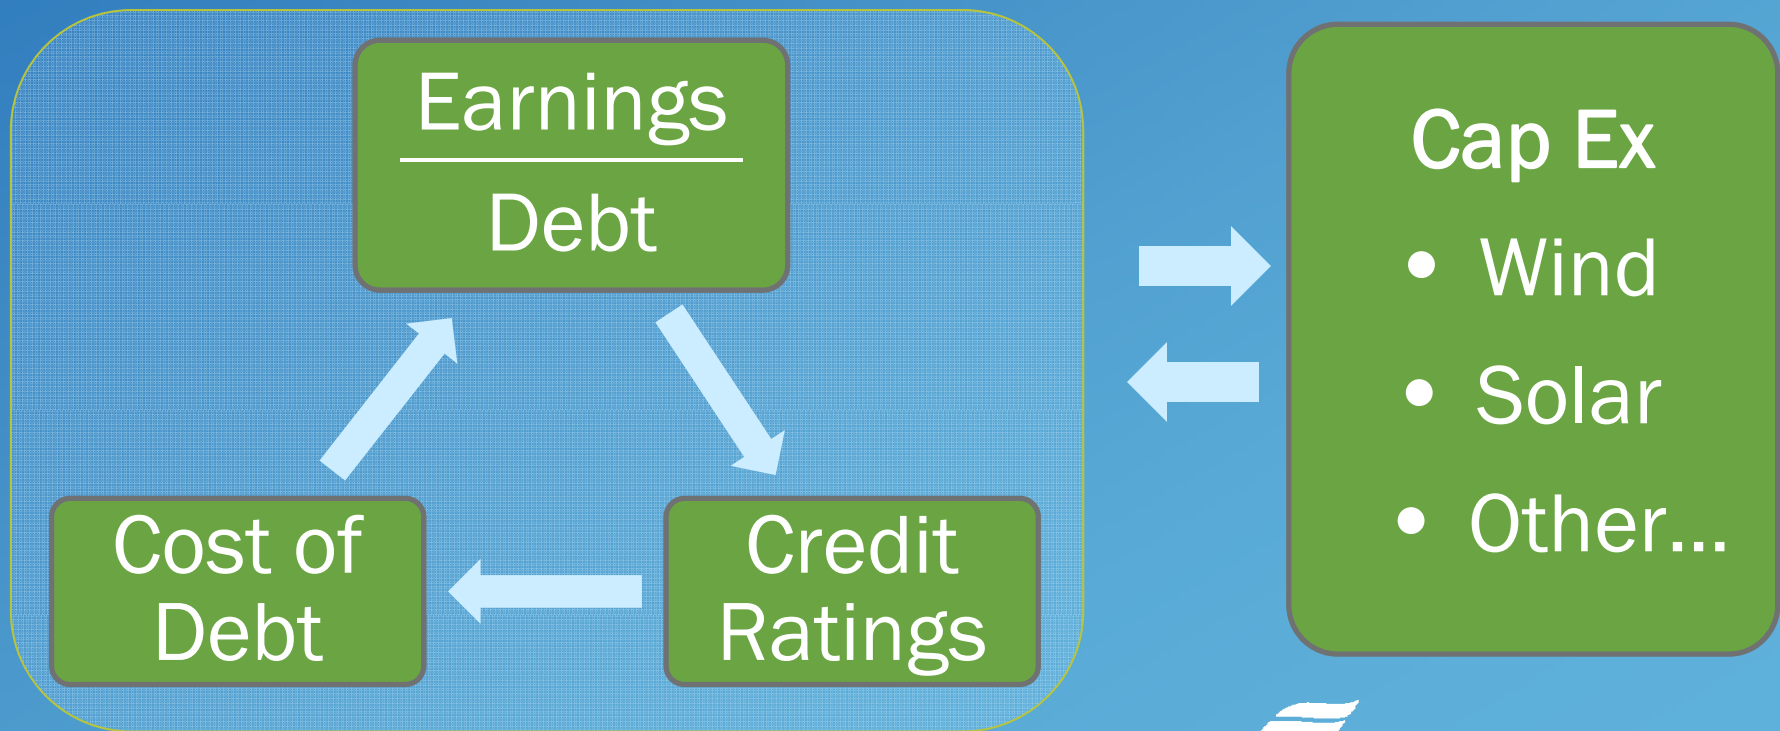 Earnings
Debt
Cost of
Debt
Credit
Ratings
Cap Ex
• Wind
• Solar
• Other...